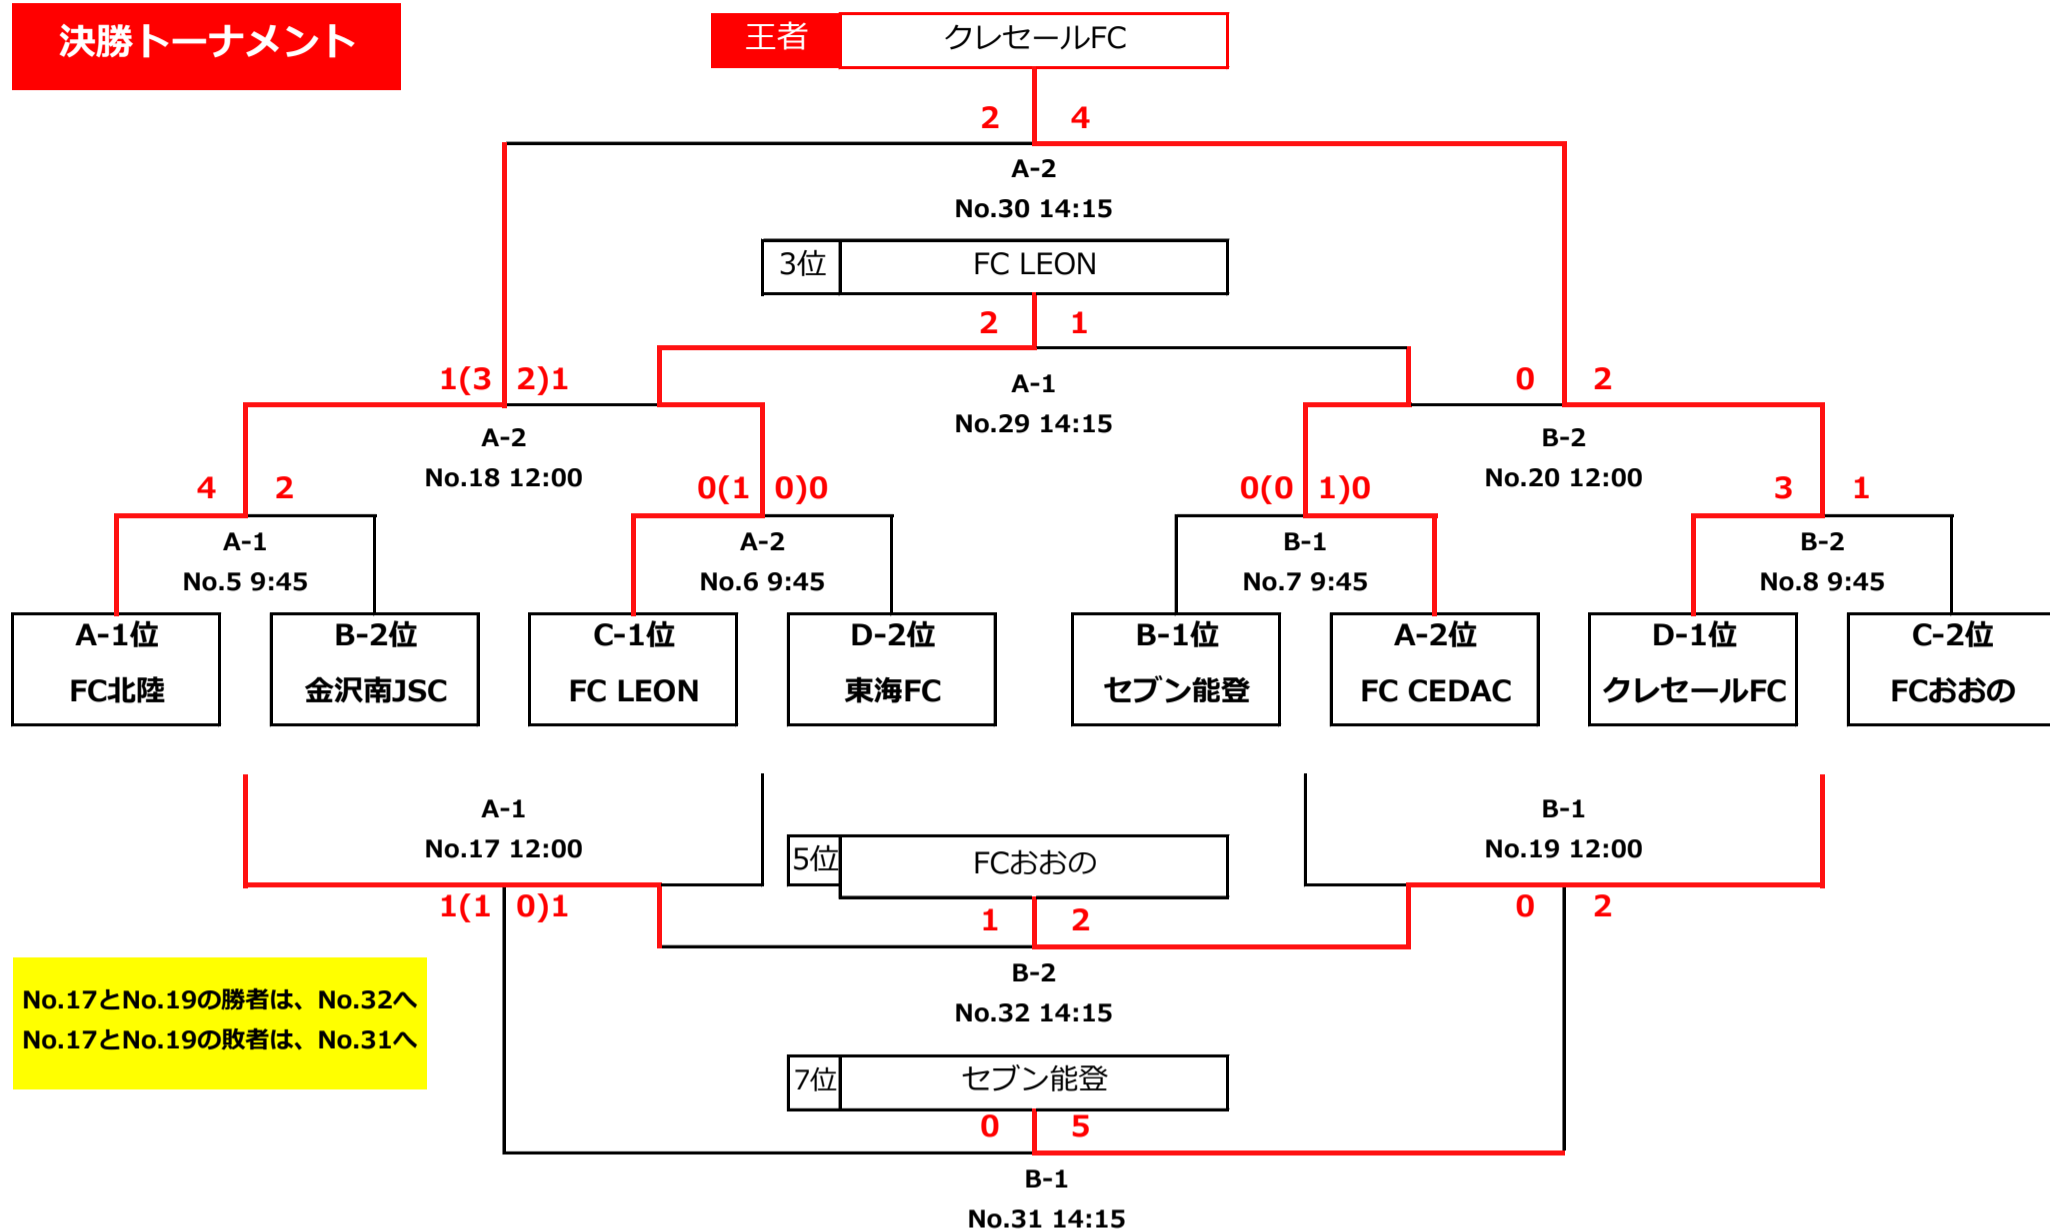 決勝トーナメント
王者 クレセールFC
2 4
A-2
No.30 14:15
3位 FC LEON
2 1
1(3 2)1
A-1
No.29 14:15
0 2
A-2
No.18 12:00
B-2
No.20 12:00
4 2
0(1 0)0
0(0 1)0
3 1
A-1
No.5 9:45
A-2
No.6 9:45
B-1
No.7 9:45
B-2
No.8 9:45
A-1位
FC北陸
B-2位
金沢南JSC
C-1位
FC LEON
D-2位
東海FC
B-1位
セブン能登
A-2位
FC CEDAC
D-1位
クレセールFC
C-2位
FCおおの
A-1
No.17 12:00
B-1
No.19 12:00
5位 FCおおの
1(1 0)1
1 2
0 2
B-2
No.32 14:15
No.17とNo.19の勝者は、No.32へ
No.17とNo.19の敗者は、No.31へ
7位 セブン能登
0 5
B-1
No.31 14:15